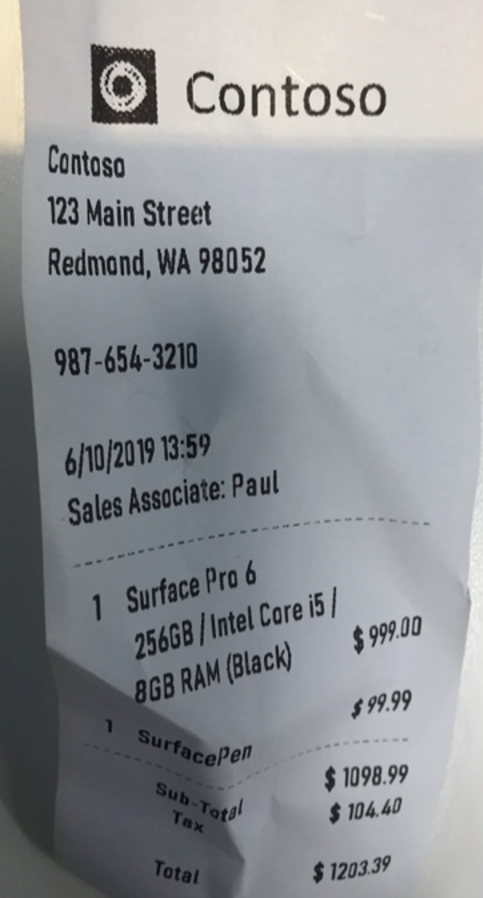 Contoso
Contoso
123 Main Street
Redmond, WA 98052
987-654-3210
6/10/2019 13:59
Sales Associate: Paul
1 Surface Pro 6
256GB / Intel Core i5 /
8GB RAM (Black) $ 999.00
1 SurfacePen $ 99.99
Sub-Total $ 1098.99
Tax $ 104.40
Total $ 1203.39